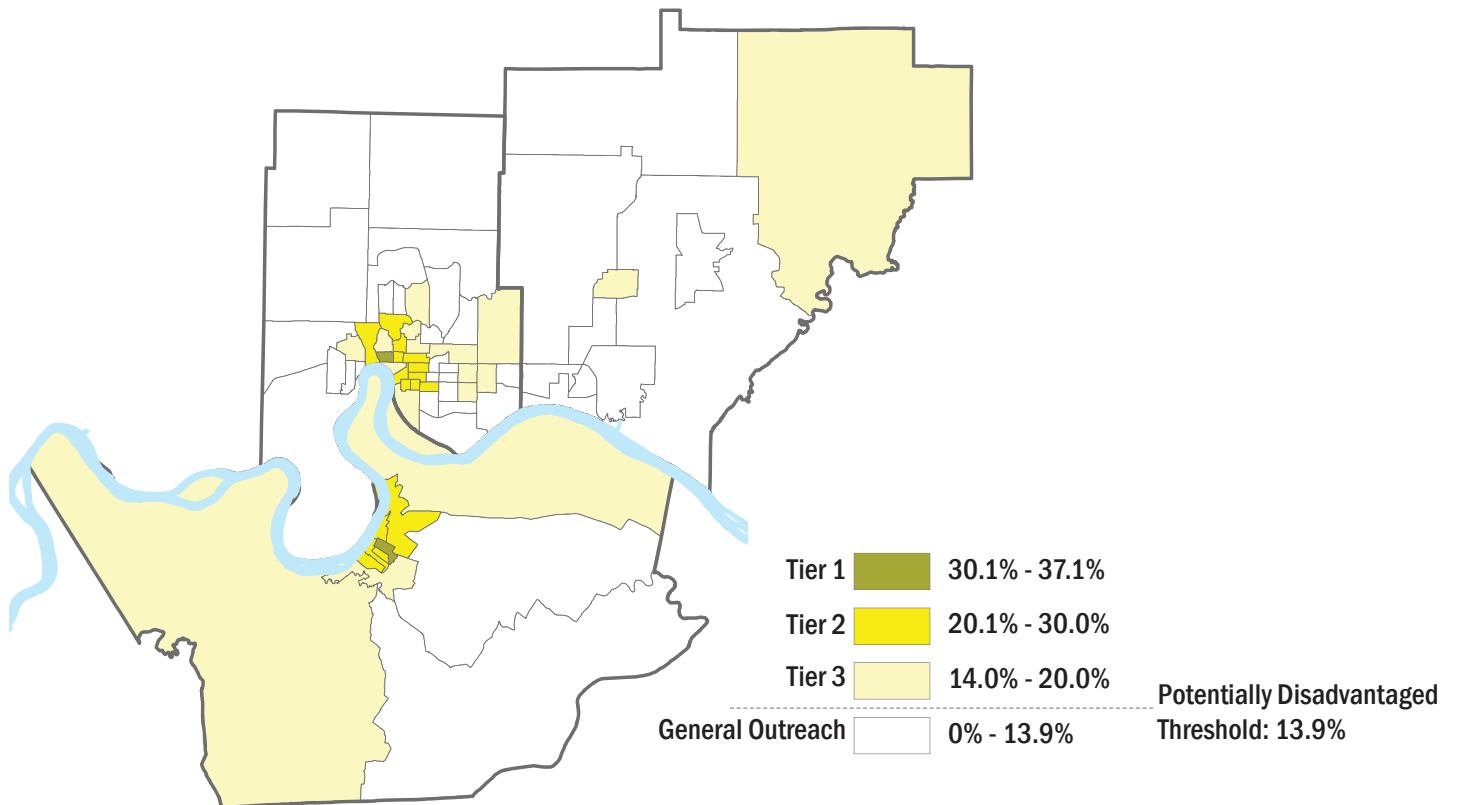 Tier 1 30.1% - 37.1%
Tier 2 20.1% - 30.0%
Tier 3 14.0% - 20.0%
General Outreach 0% - 13.9%
Potentially Disadvantaged
Threshold: 13.9%